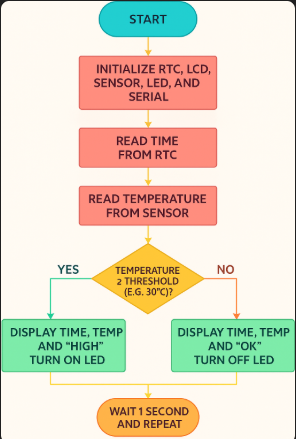 START
INITIALIZE RTC, LCD,
SENSOR, LED, AND
SERIAL
READ TIME
FROM RTC
READ TEMPERATURE
FROM SENSOR
YES
TEMPERATURE
≥ THRESHOLD
(E.G. 30°C)?
NO
DISPLAY TIME, TEMP
AND “HIGH”
TURN ON LED
DISPLAY TIME, TEMP
AND “OK”
TURN OFF LED
WAIT 1 SECOND
AND REPEAT